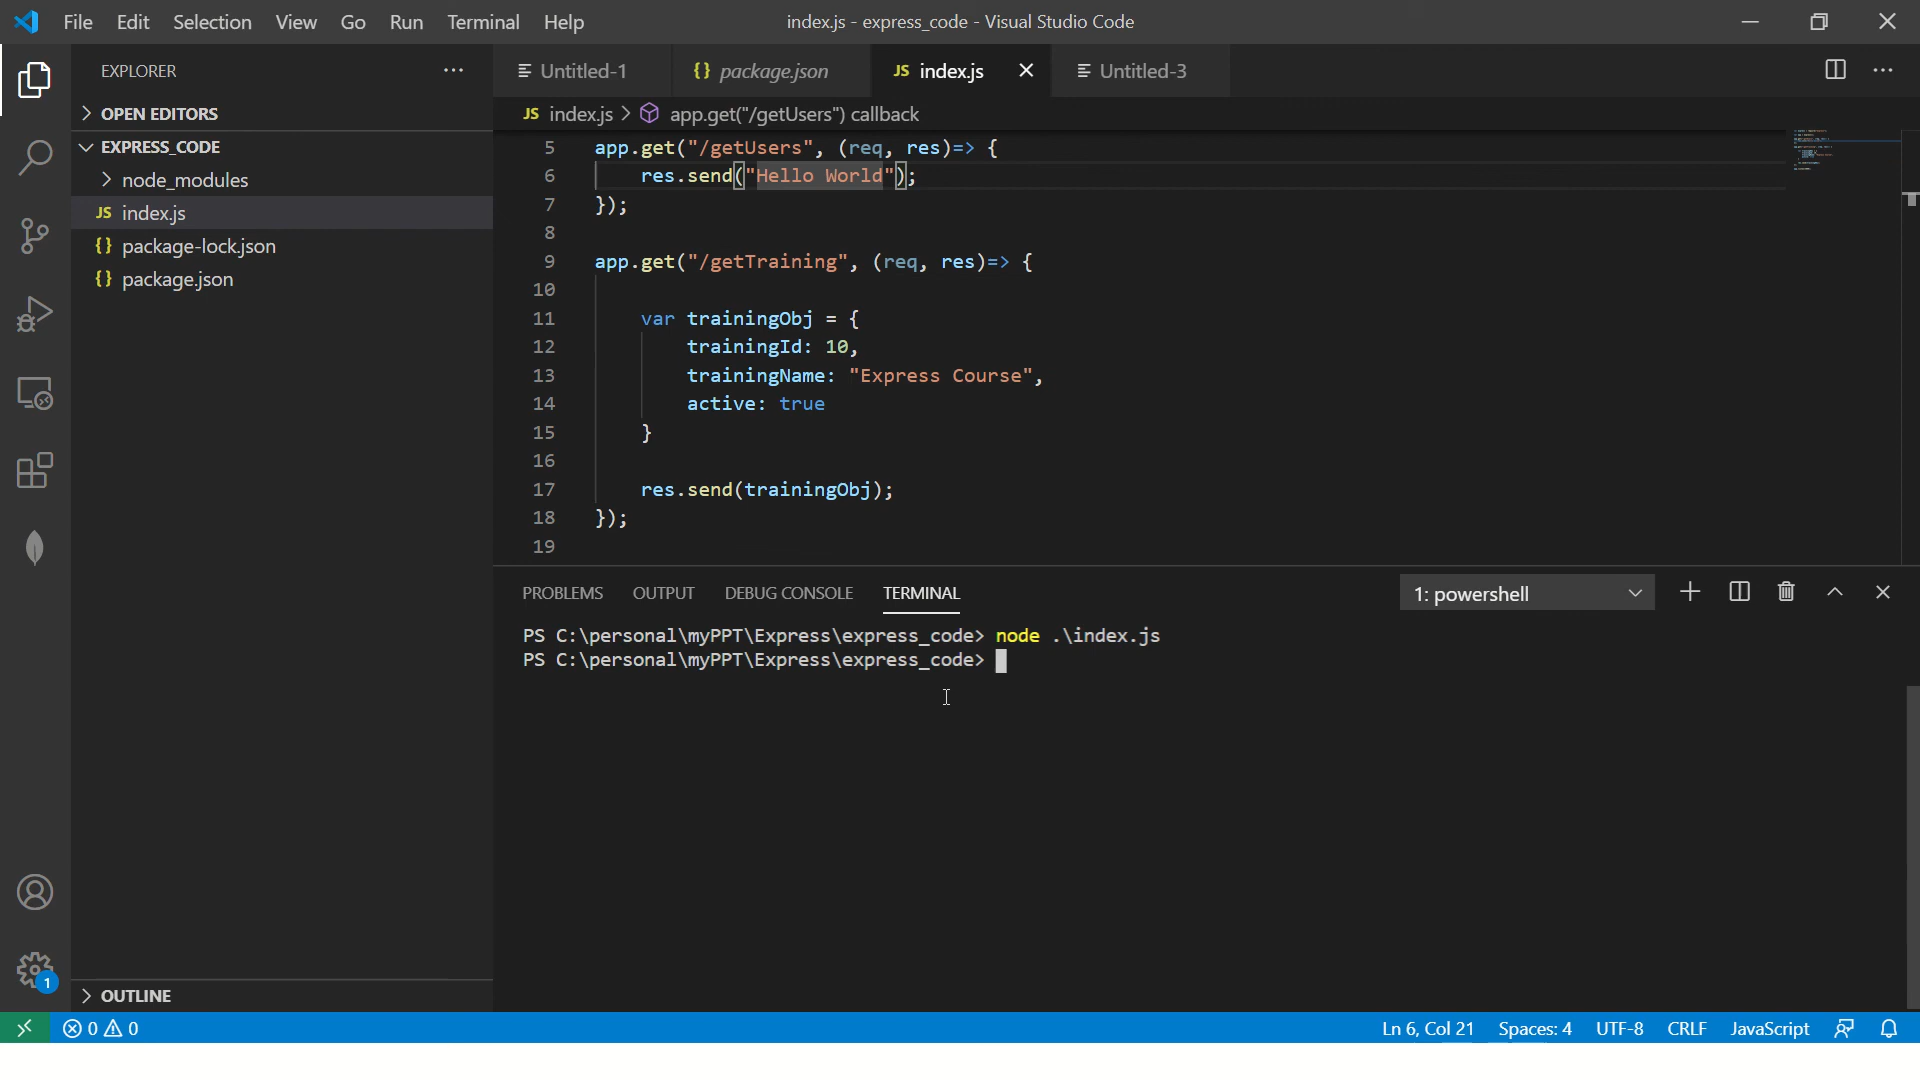 File Edit Selection View Go Run Terminal Help index.js - express_code - Visual Studio Code
EXPLORER
OPEN EDITORS
EXPRESS_CODE
node_modules
JS index.js
{} package-lock.json
{} package.json
OUTLINE
Untitled-1 {} package.json JS index.js Untitled-3
JS index.js > app.get("/getUsers") callback
5 app.get("/getUsers", (req, res)=> {
6 res.send("Hello World");
7 });
8
9 app.get("/getTraining", (req, res)=> {
10
11 var trainingObj = {
12 trainingId: 10,
13 trainingName: "Express Course",
14 active: true
15 }
16
17 res.send(trainingObj);
18 });
19
PROBLEMS OUTPUT DEBUG CONSOLE TERMINAL 1: powershell
PS C:\personal\myPPT\Express\express_code> node .\index.js
PS C:\personal\myPPT\Express\express_code>
1
0 0 Ln 6, Col 21 Spaces: 4 UTF-8 CRLF JavaScript